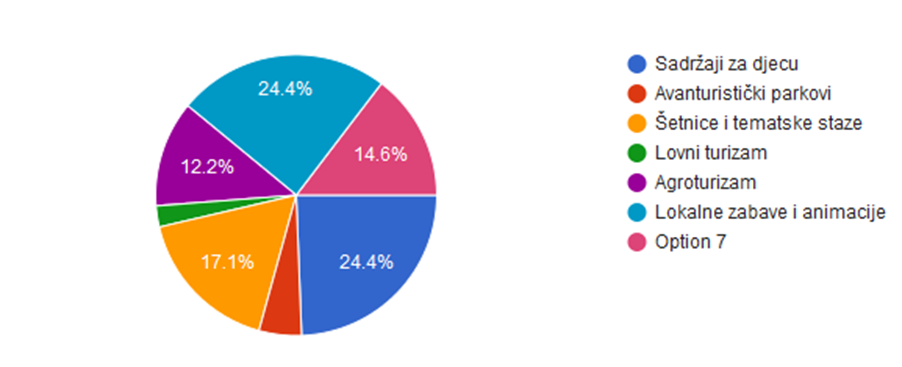 24.4%
14.6%
12.2%
17.1%
24.4%
Sadržaji za djecu
Avanturistički parkovi
Šetnice i tematske staze
Lovni turizam
Agroturizam
Lokalne zabave i animacije
Option 7